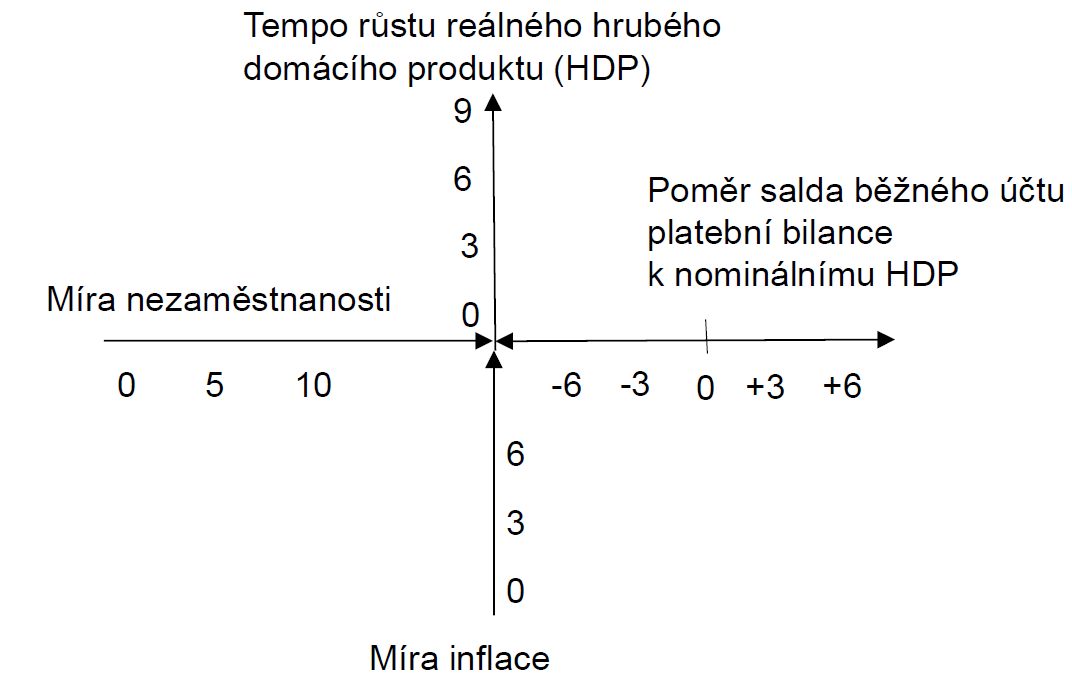 Tempo růstu reálného hrubého
domácího produktu (HDP)
9
6
3
0
Poměr salda běžného účtu
platební bilance
k nominálnímu HDP
Míra nezaměstnanosti
0 5 10
-6 -3 0 +3 +6
6
3
0
Míra inflace